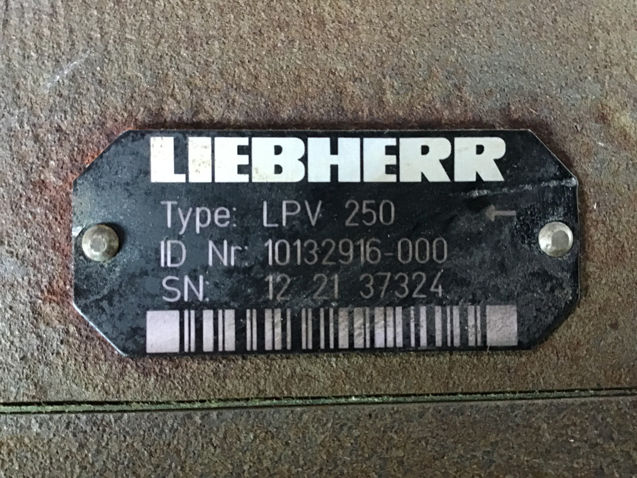 LIEBHERR
Type: LPV 250 ←
ID Nr: 10132916-000
SN: 12 21 37324